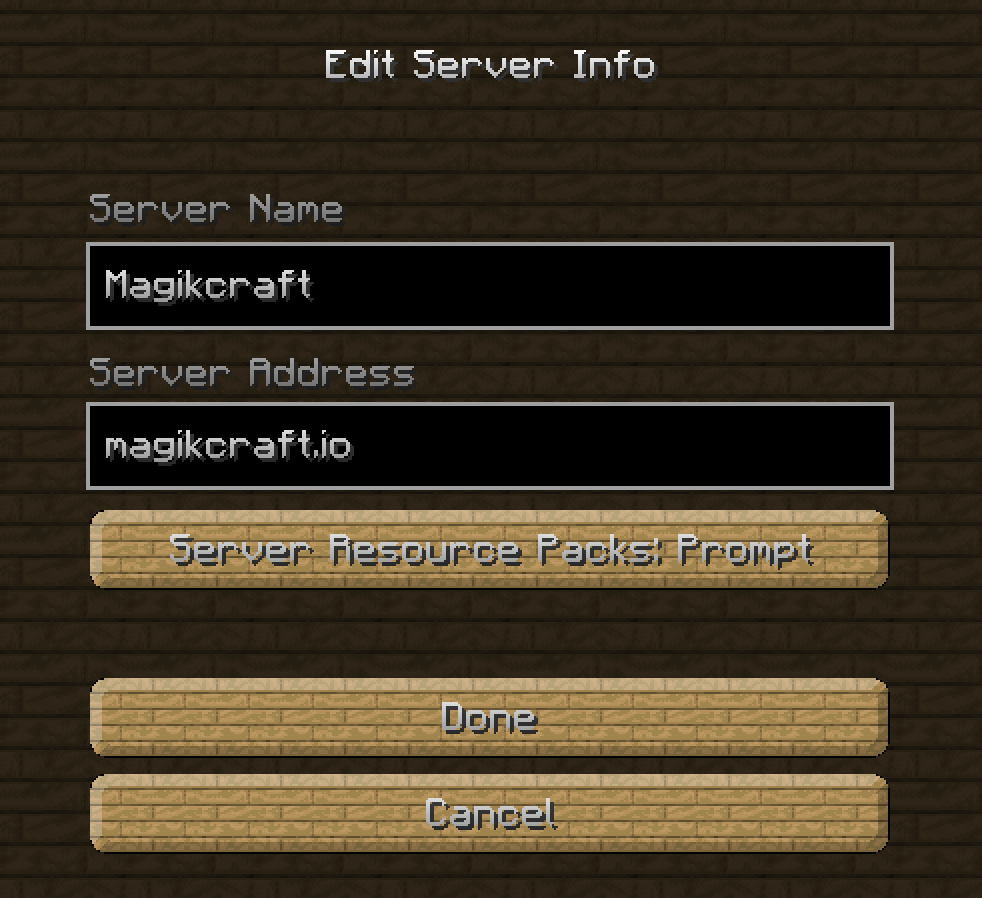 Edit Server Info
Server Name
Magikcraft
Server Address
magikcraft.io
Server Resource Packs: Prompt
Done
Cancel